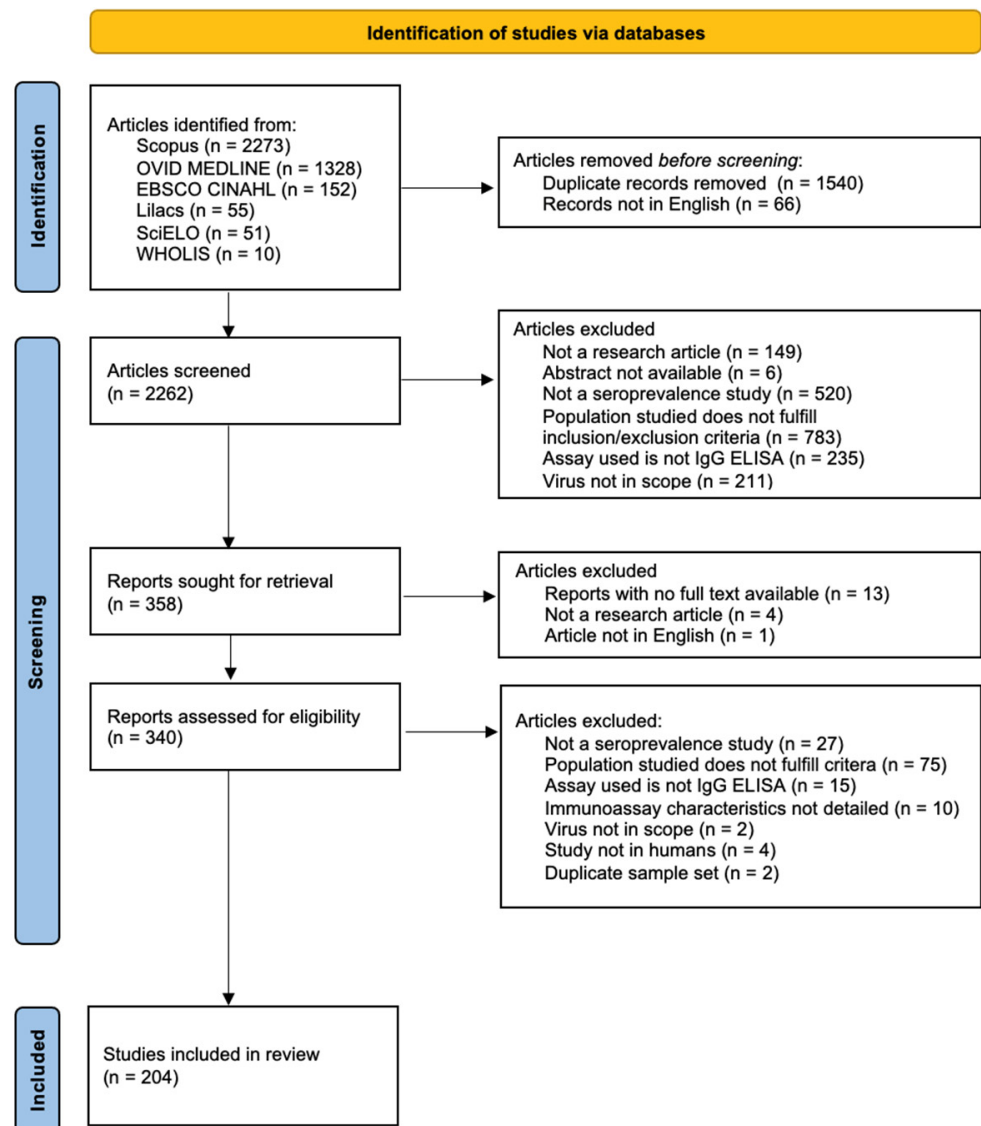 Identification of studies via databases
Identification
Articles identified from:
Scopus (n = 2273)
OVID MEDLINE (n = 1328)
EBSCO CINAHL (n = 152)
Lilacs (n = 55)
SciELO (n = 51)
WHOLIS (n = 10)
Articles removed before screening:
Duplicate records removed (n = 1540)
Records not in English (n = 66)
Screening
Articles screened
(n = 2262)
Articles excluded
Not a research article (n = 149)
Abstract not available (n = 6)
Not a seroprevalence study (n = 520)
Population studied does not fulfill
inclusion/exclusion criteria (n = 783)
Assay used is not IgG ELISA (n = 235)
Virus not in scope (n = 211)
Reports sought for retrieval
(n = 358)
Articles excluded
Reports with no full text available (n = 13)
Not a research article (n = 4)
Article not in English (n = 1)
Reports assessed for eligibility
(n = 340)
Articles excluded:
Not a seroprevalence study (n = 27)
Population studied does not fulfill critera (n = 75)
Assay used is not IgG ELISA (n = 15)
Immunoassay characteristics not detailed (n = 10)
Virus not in scope (n = 2)
Study not in humans (n = 4)
Duplicate sample set (n = 2)
Included
Studies included in review
(n = 204)